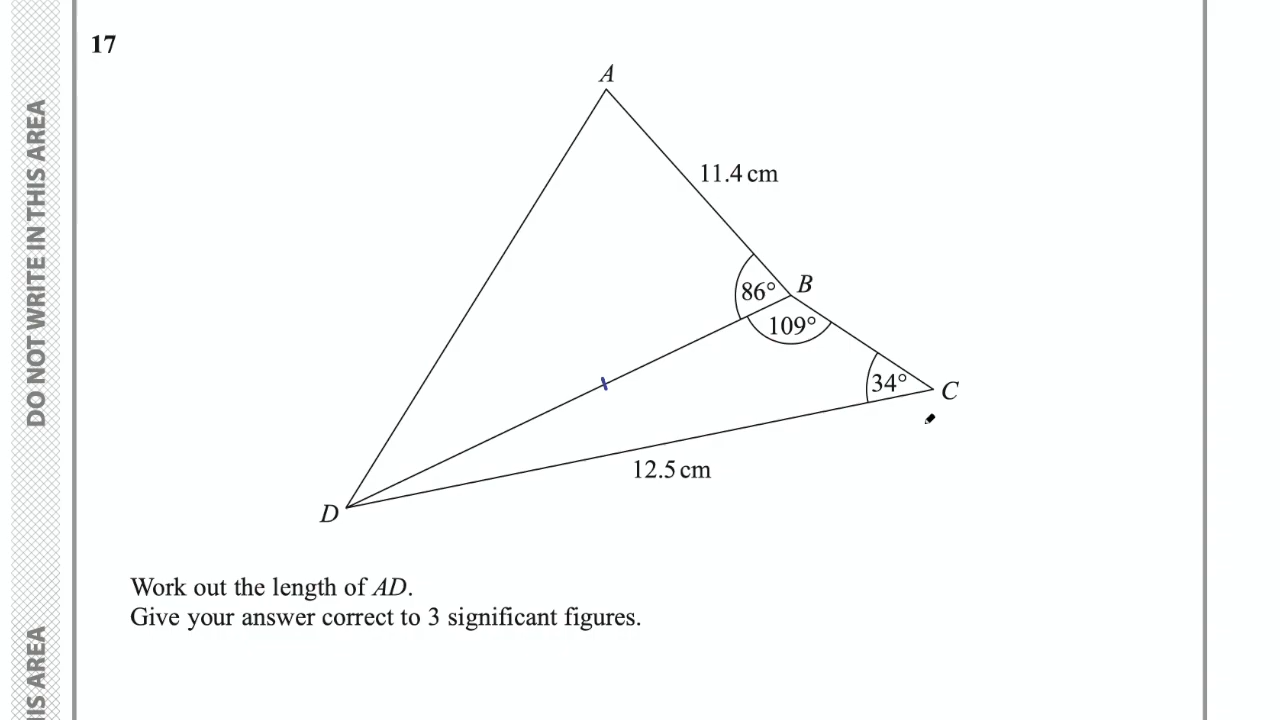 DO NOT WRITE IN THIS AREA
IS AREA
17
A
11.4 cm
B
86°
109°
34°
C
12.5 cm
D
Work out the length of AD.
Give your answer correct to 3 significant figures.